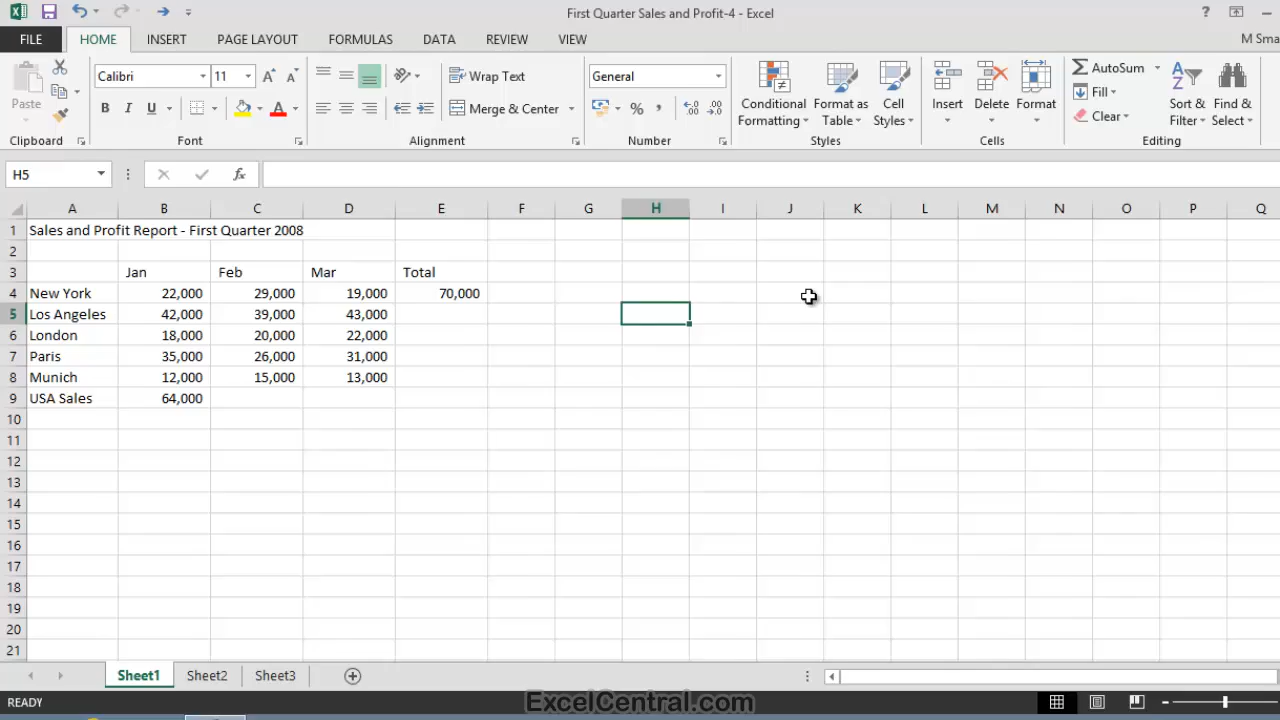 First Quarter Sales and Profit-4 - Excel
?
FILE HOME INSERT PAGE LAYOUT FORMULAS DATA REVIEW VIEW M Sma
Paste
Clipboard
Calibri 11 A A
B I U A
Font
Wrap Text
Merge & Center
Alignment
General
% , .0 .00 .00 .0
Number
Conditional Formatting
Format as Table
Cell Styles
Styles
Insert Delete Format
Cells
AutoSum
Fill
Clear
Sort & Filter
Find & Select
Editing
H5 fx
A B C D E F G H I J K L M N O P Q
1 Sales and Profit Report - First Quarter 2008
2
3 Jan Feb Mar Total
4 New York 22,000 29,000 19,000 70,000
5 Los Angeles 42,000 39,000 43,000
6 London 18,000 20,000 22,000
7 Paris 35,000 26,000 31,000
8 Munich 12,000 15,000 13,000
9 USA Sales 64,000
10
11
12
13
14
15
16
17
18
19
20
21
Sheet1 Sheet2 Sheet3
READY
ExcelCentral.com